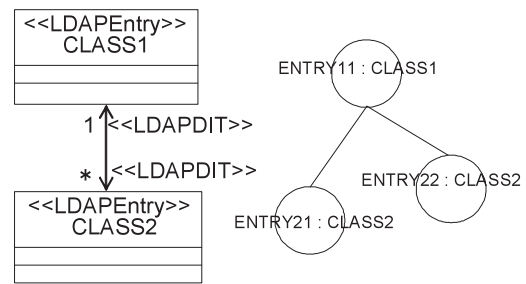 <<LDAPEntry>>
CLASS1
1 <<LDAPDIT>>
* <<LDAPDIT>>
<<LDAPEntry>>
CLASS2
ENTRY11 : CLASS1
ENTRY22 : CLASS2
ENTRY21 : CLASS2